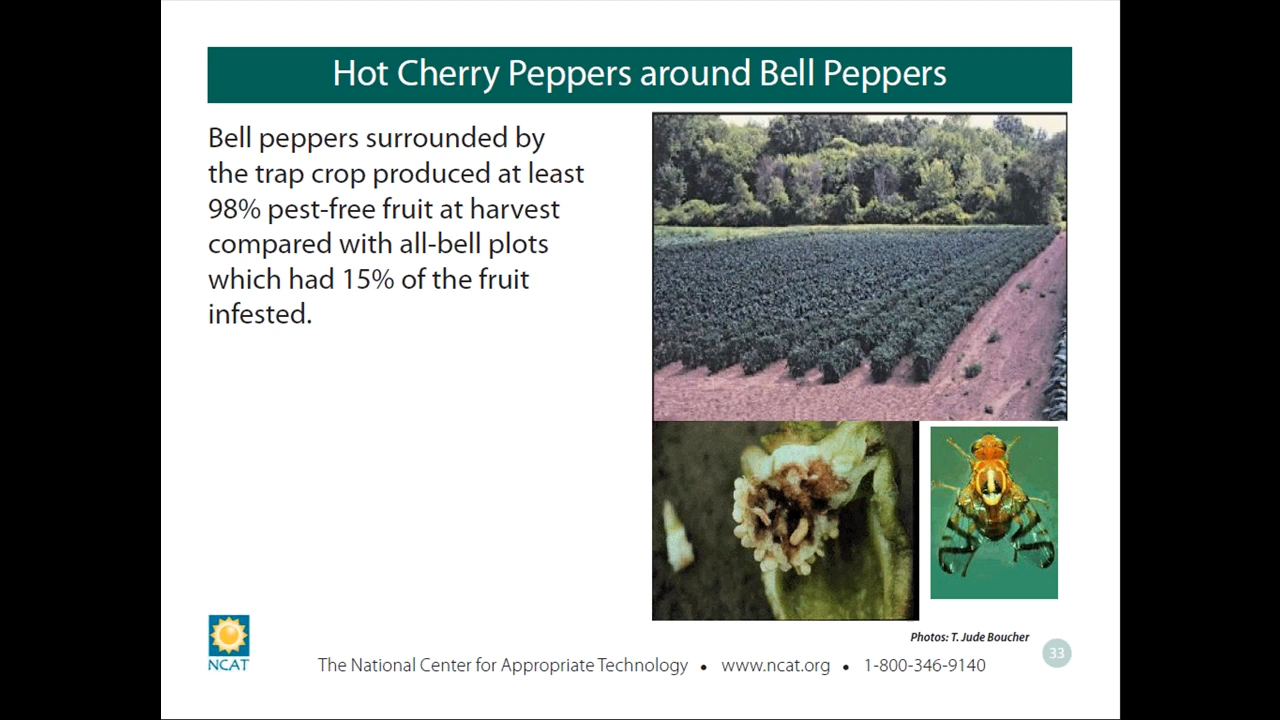 Hot Cherry Peppers around Bell Peppers
Bell peppers surrounded by
the trap crop produced at least
98% pest-free fruit at harvest
compared with all-bell plots
which had 15% of the fruit
infested.
Photos: T. Jude Boucher
33
NCAT
The National Center for Appropriate Technology • www.ncat.org • 1-800-346-9140